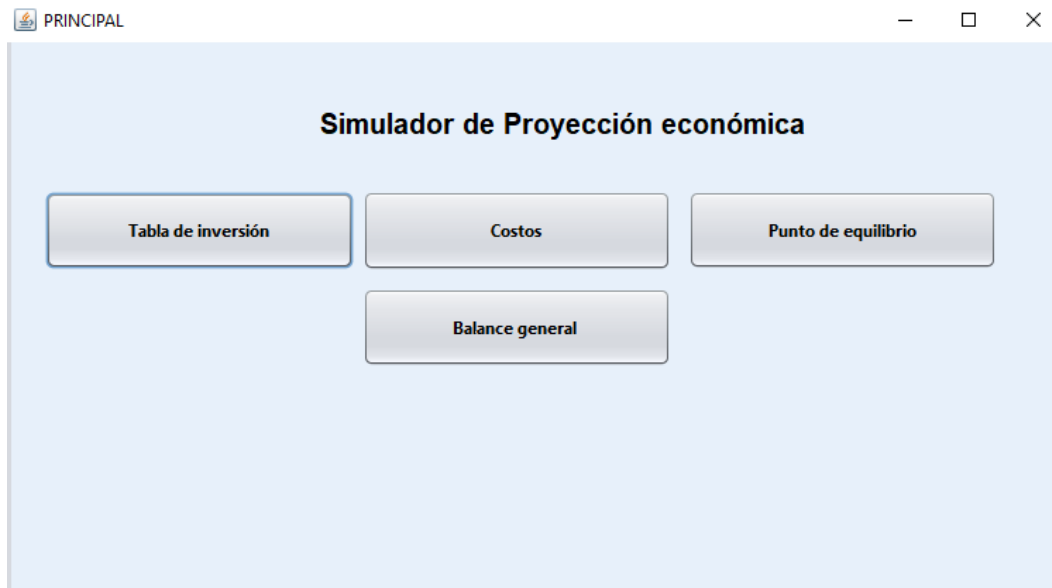 PRINCIPAL
Simulador de Proyección económica
Tabla de inversión
Costos
Punto de equilibrio
Balance general